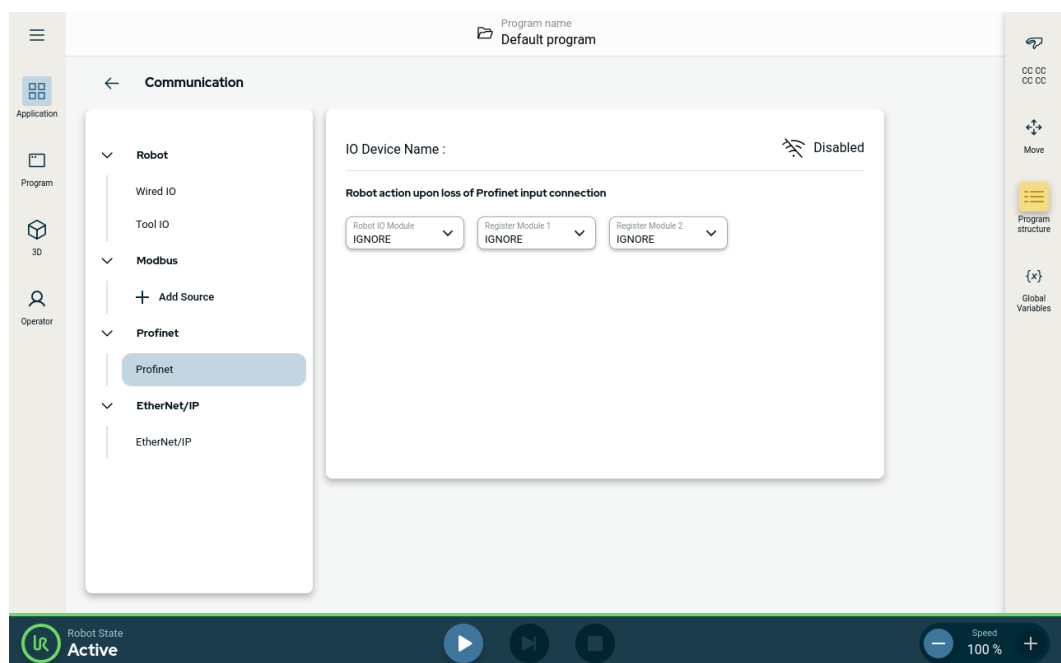 Program name
Default program
Application
Program
3D
Operator
Communication
Robot
Wired IO
Tool IO
Modbus
Add Source
Profinet
Profinet
EtherNet/IP
EtherNet/IP
IO Device Name :
Disabled
Robot action upon loss of Profinet input connection
Robot IO Module
IGNORE
Register Module 1
IGNORE
Register Module 2
IGNORE
CC CC
CC CC
Move
Program
structure
{x}
Global
Variables
UR
Robot State
Active
Speed
100 %